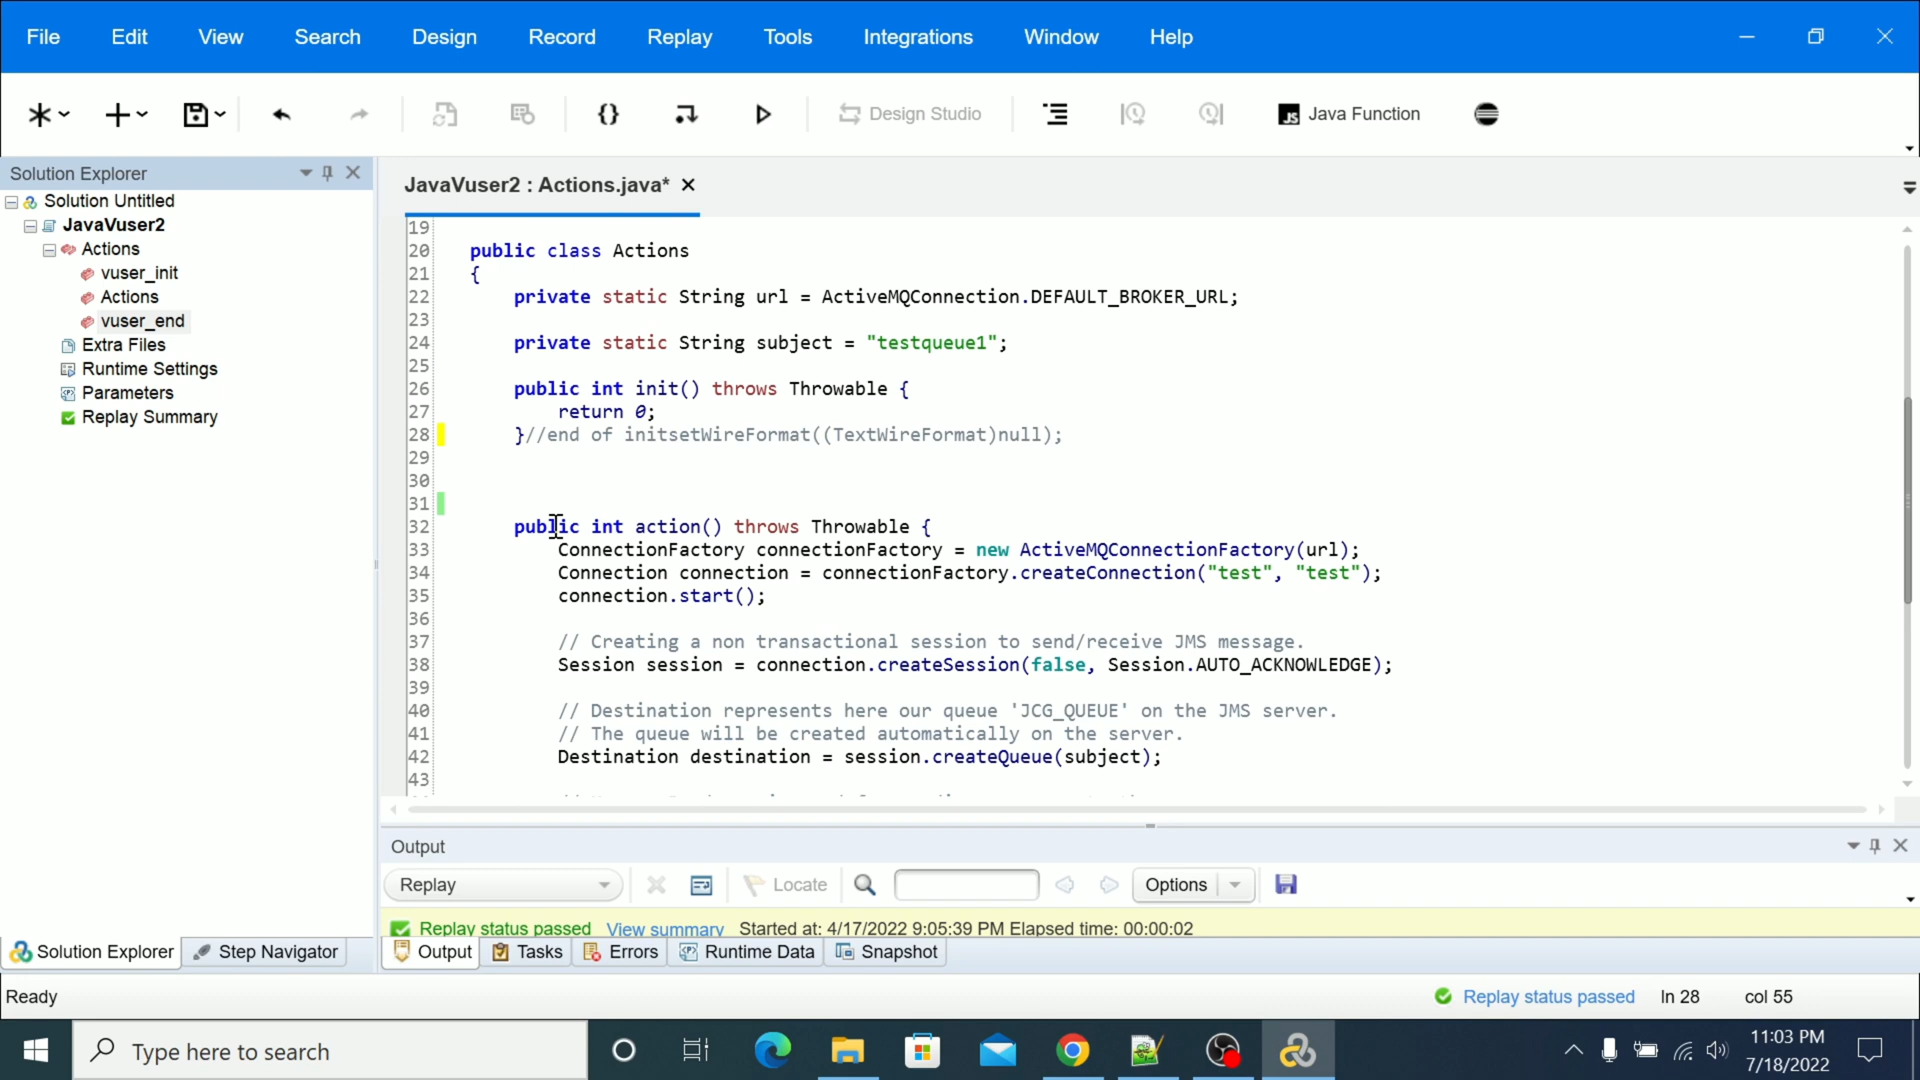 File Edit View Search Design Record Replay Tools Integrations Window Help
Design Studio Java Function
Solution Explorer
Solution Untitled
JavaVuser2
Actions
vuser_init
Actions
vuser_end
Extra Files
Runtime Settings
Parameters
Replay Summary
JavaVuser2 : Actions.java*
19
20 public class Actions
21 {
22 private static String url = ActiveMQConnection.DEFAULT_BROKER_URL;
23
24 private static String subject = "testqueue1";
25
26 public int init() throws Throwable {
27 return 0;
28 }//end of initsetWireFormat((TextWireFormat)null);
29
30
31
32 public int action() throws Throwable {
33 ConnectionFactory connectionFactory = new ActiveMQConnectionFactory(url);
34 Connection connection = connectionFactory.createConnection("test", "test");
35 connection.start();
36
37 // Creating a non transactional session to send/receive JMS message.
38 Session session = connection.createSession(false, Session.AUTO_ACKNOWLEDGE);
39
40 // Destination represents here our queue 'JCG_QUEUE' on the JMS server.
41 // The queue will be created automatically on the server.
42 Destination destination = session.createQueue(subject);
43
Output
Replay Locate Options
Replay status passed View summary Started at: 4/17/2022 9:05:39 PM Elapsed time: 00:00:02
Solution Explorer Step Navigator Output Tasks Errors Runtime Data Snapshot
Ready Replay status passed ln 28 col 55
Type here to search 11:03 PM
7/18/2022